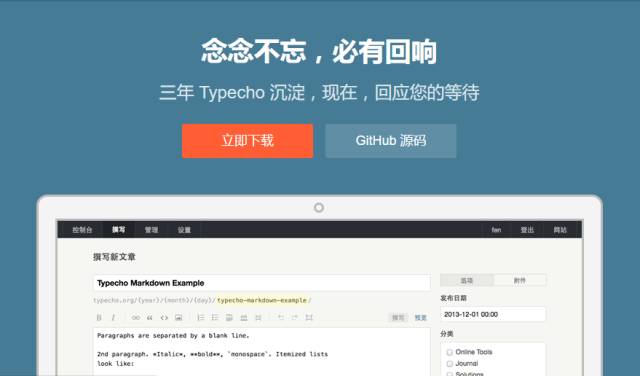 念念不忘，必有回响
三年 Typecho 沉淀，现在，回应您的等待
立即下载 GitHub 源码
控制台 撰写 管理 设置 fen 登出 网站
撰写新文章
选项 附件
Typecho Markdown Example
typecho.org/{year}/{month}/{day}/typecho-markdown-example/
发布日期
2013-12-01 00:00
B I 撰写 预览
分类
Paragraphs are separated by a blank line.
2nd paragraph. *Italic*, **bold**, `monospace`. Itemized lists
look like:
Online Tools
Journal
Solutions